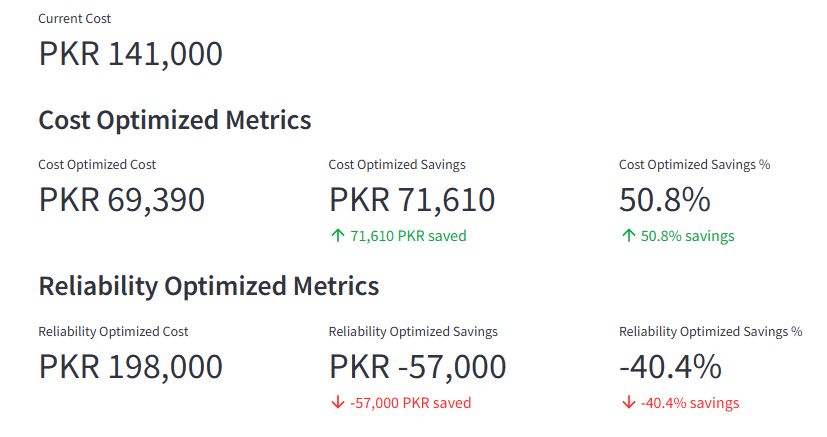 Current Cost
PKR 141,000
Cost Optimized Metrics
Cost Optimized Cost
PKR 69,390
Cost Optimized Savings
PKR 71,610
71,610 PKR saved
Cost Optimized Savings %
50.8%
50.8% savings
Reliability Optimized Metrics
Reliability Optimized Cost
PKR 198,000
Reliability Optimized Savings
PKR -57,000
-57,000 PKR saved
Reliability Optimized Savings %
-40.4%
-40.4% savings